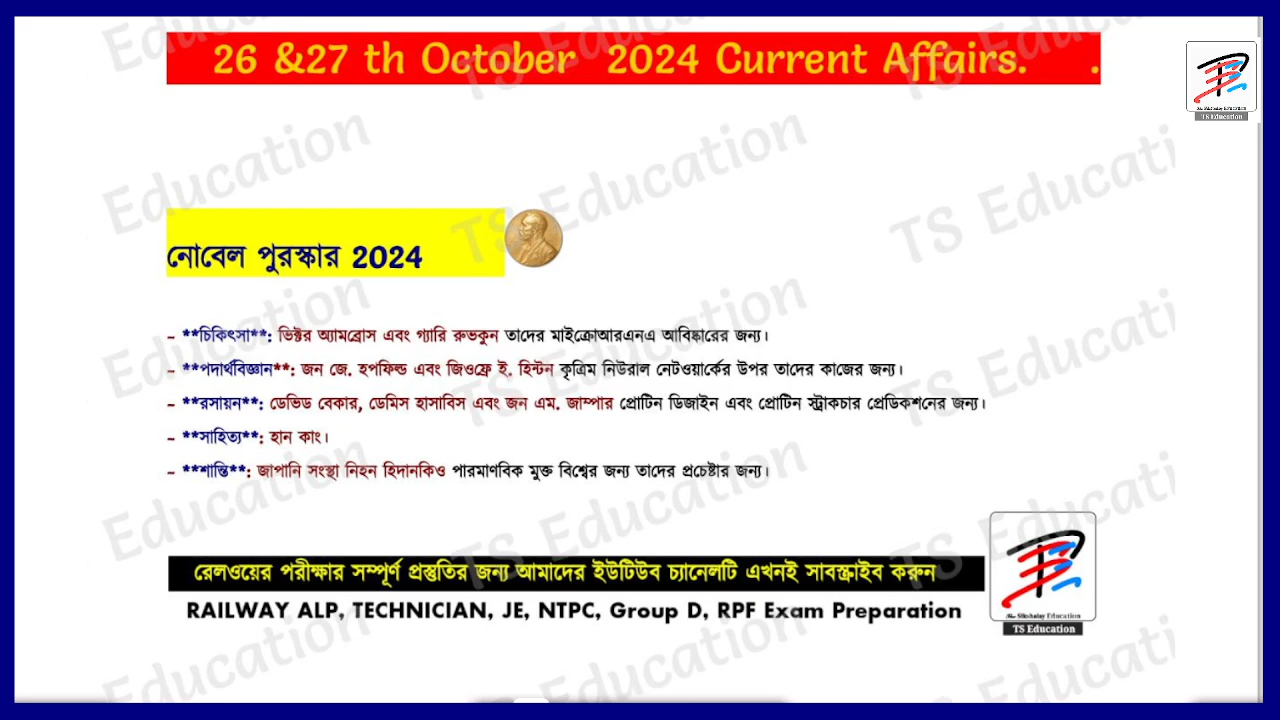 26 &27 th October 2024 Current Affairs. .
TS Education
নোবেল পুরস্কার 2024
- **চিকিৎসা**: ভিক্টর অ্যামব্রোস এবং গ্যারি রুভকুন তাদের মাইক্রোআরএনএ আবিষ্কারের জন্য।
- **পদার্থবিজ্ঞান**: জন জে. হপফিল্ড এবং জিওফ্রে ই. হিন্টন কৃত্রিম নিউরাল নেটওয়ার্কের উপর তাদের কাজের জন্য।
- **রসায়ন**: ডেভিড বেকার, ডেমিস হাসাবিস এবং জন এম. জাম্পার প্রোটিন ডিজাইন এবং প্রোটিন স্ট্রাকচার প্রেডিকশনের জন্য।
- **সাহিত্য**: হান কাং।
- **শান্তি**: জাপানি সংস্থা নিহন হিদানকিও পারমাণবিক মুক্ত বিশ্বের জন্য তাদের প্রচেষ্টার জন্য।
রেলওয়ের পরীক্ষার সম্পূর্ণ প্রস্তুতির জন্য আমাদের ইউটিউব চ্যানেলটি এখনই সাবস্ক্রাইব করুন
RAILWAY ALP, TECHNICIAN, JE, NTPC, Group D, RPF Exam Preparation
TS Education